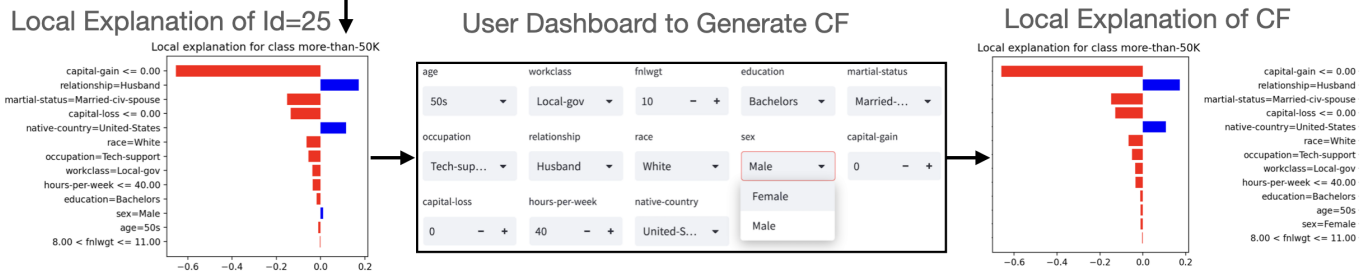 Local Explanation of Id=25
Local explanation for class more-than-50K
capital-gain <= 0.00
relationship=Husband
martial-status=Married-civ-spouse
capital-loss <= 0.00
native-country=United-States
race=White
occupation=Tech-support
workclass=Local-gov
hours-per-week <= 40.00
education=Bachelors
sex=Male
age=50s
8.00 < fnlwgt <= 11.00
−0.6 −0.4 −0.2 0.0 0.2
User Dashboard to Generate CF
age workclass fnlwgt education martial-status
50s Local-gov 10 − + Bachelors Married-...
occupation relationship race sex capital-gain
Tech-sup... Husband White Male 0 − +
Female
Male
capital-loss hours-per-week native-country
0 − + 40 − + United-S...
Local Explanation of CF
Local explanation for class more-than-50K
capital-gain <= 0.00
relationship=Husband
martial-status=Married-civ-spouse
capital-loss <= 0.00
native-country=United-States
race=White
occupation=Tech-support
workclass=Local-gov
hours-per-week <= 40.00
education=Bachelors
age=50s
sex=Female
8.00 < fnlwgt <= 11.00
−0.6 −0.4 −0.2 0.0 0.2